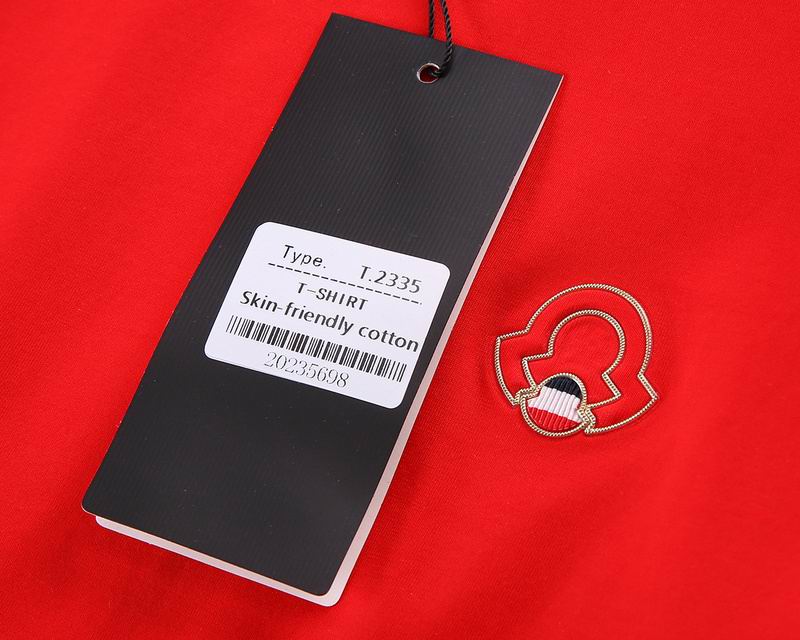 Type. T.2335
T-SHIRT
Skin-friendly cotton
20235698